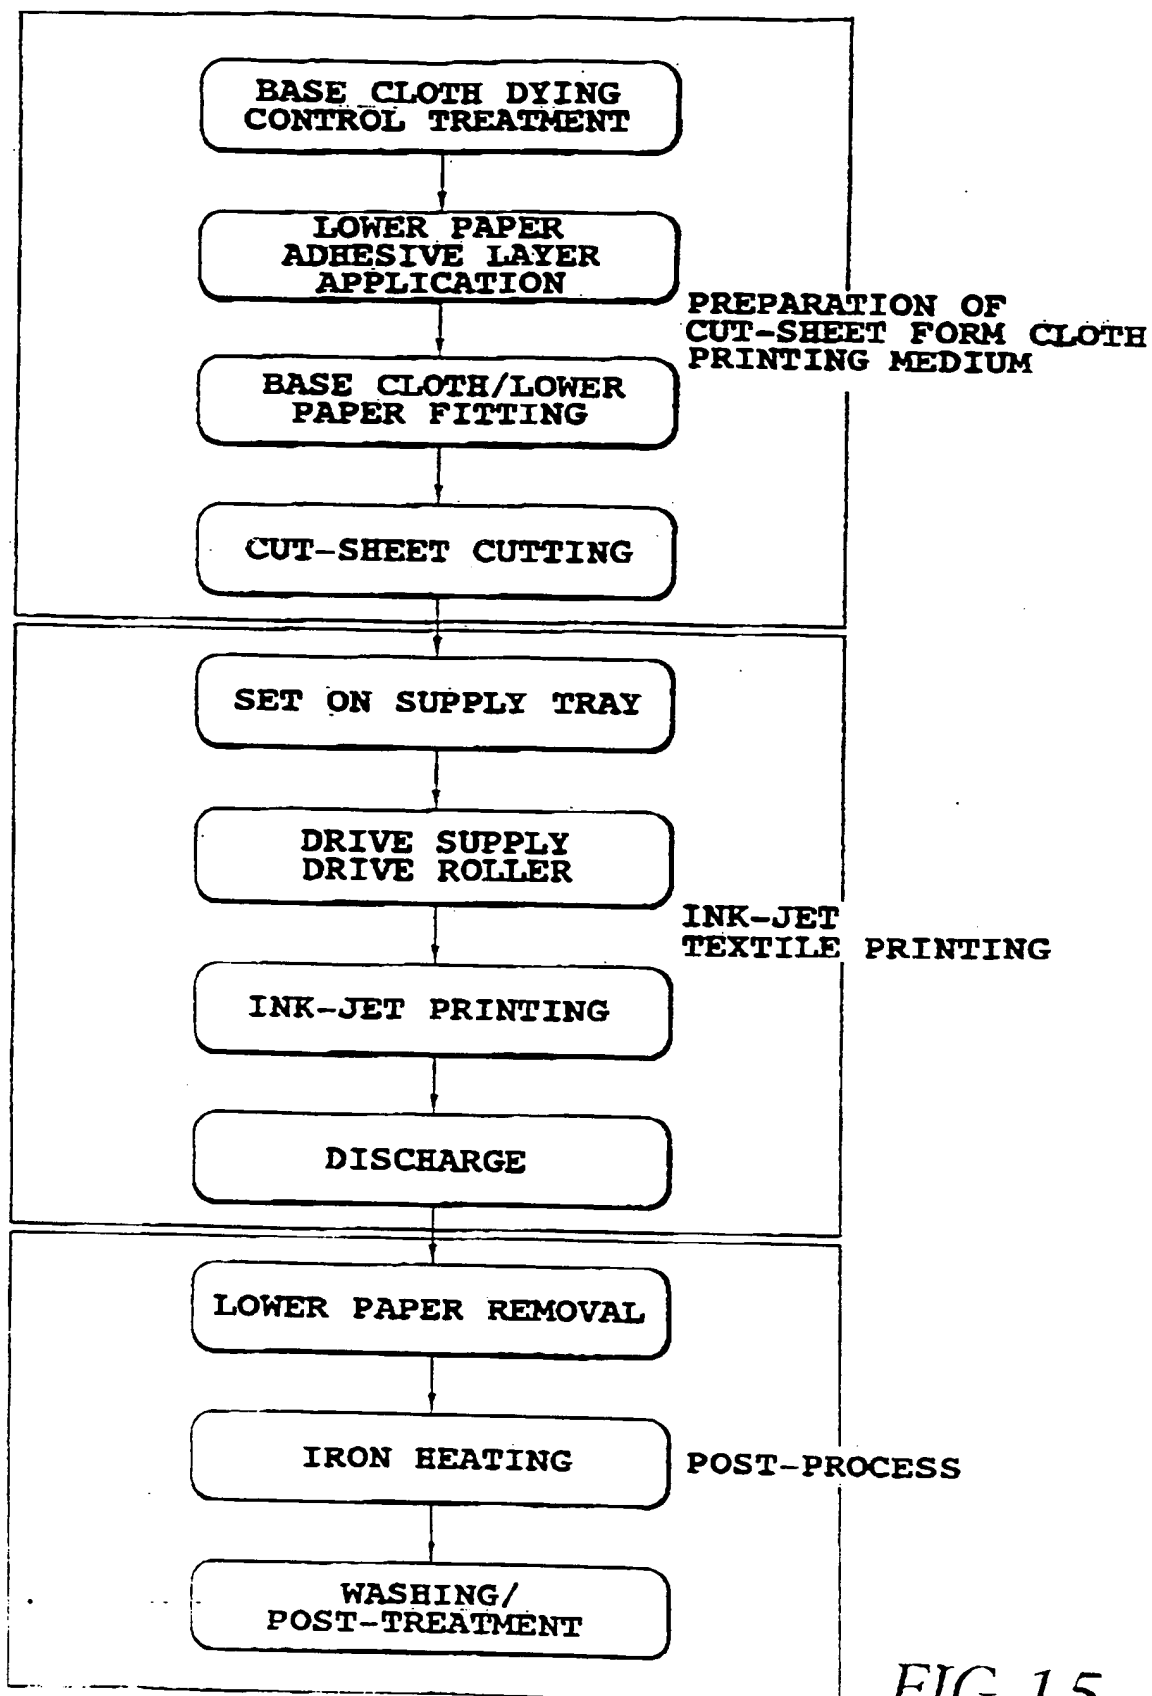 BASE CLOTH DYING
CONTROL TREATMENT
LOWER PAPER
ADHESIVE LAYER
APPLICATION
PREPARATION OF
CUT-SHEET FORM CLOTH
PRINTING MEDIUM
BASE CLOTH/LOWER
PAPER FITTING
CUT-SHEET CUTTING
SET ON SUPPLY TRAY
DRIVE SUPPLY
DRIVE ROLLER
INK-JET
TEXTILE PRINTING
INK-JET PRINTING
DISCHARGE
LOWER PAPER REMOVAL
IRON HEATING
POST-PROCESS
WASHING/
POST-TREATMENT
FIG. 15